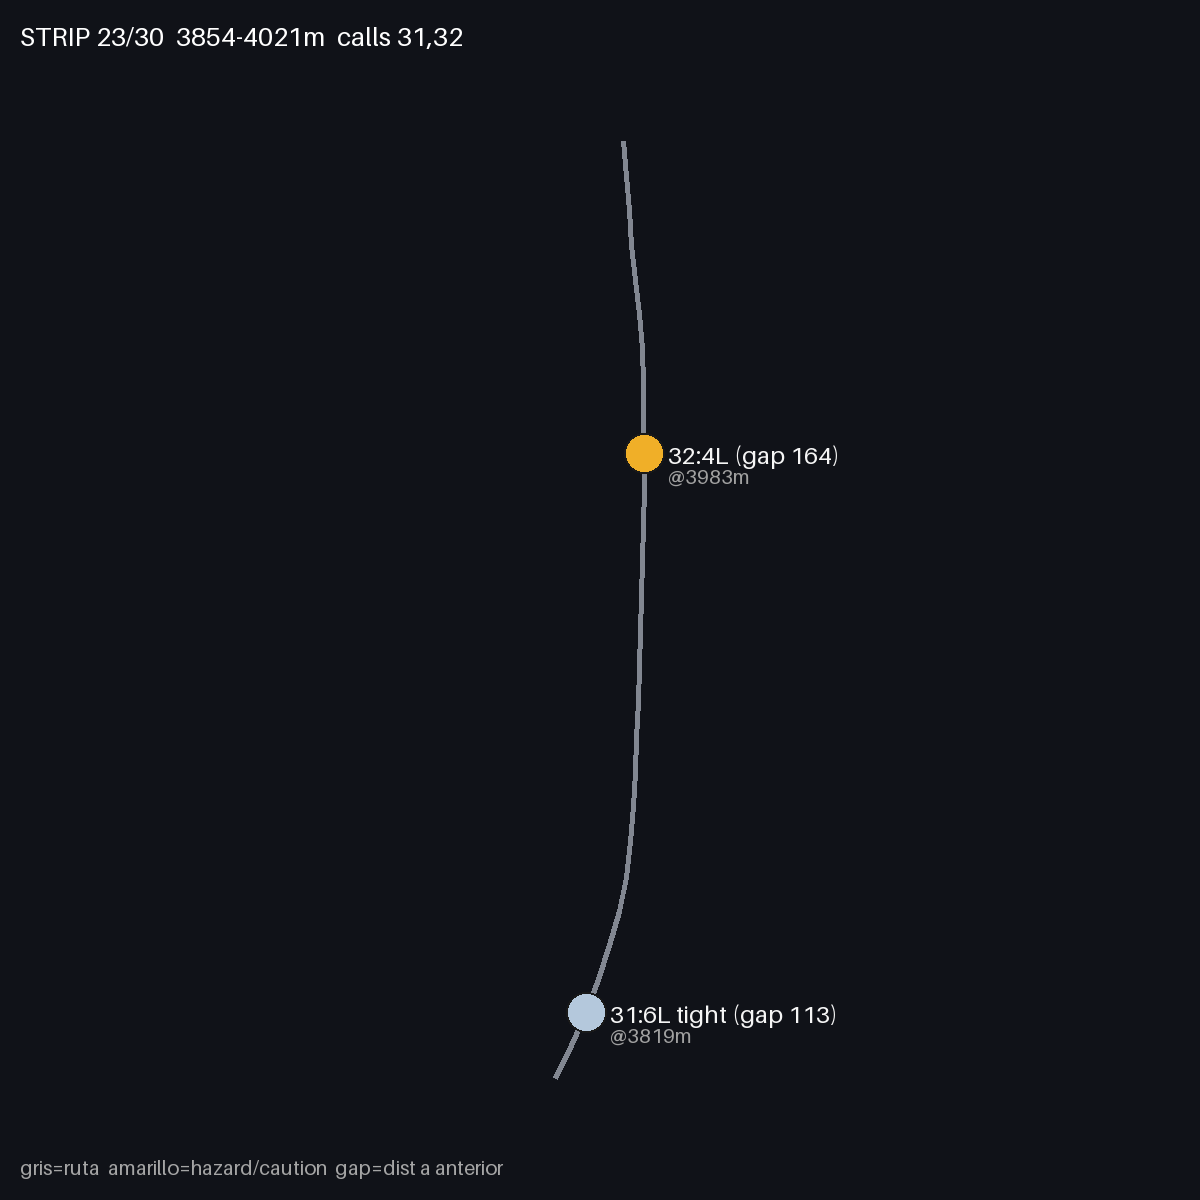 STRIP 23/30  3854-4021m  calls 31,32
32:4L (gap 164)
@3983m
31:6L tight (gap 113)
@3819m
gris=ruta  amarillo=hazard/caution  gap=dist a anterior